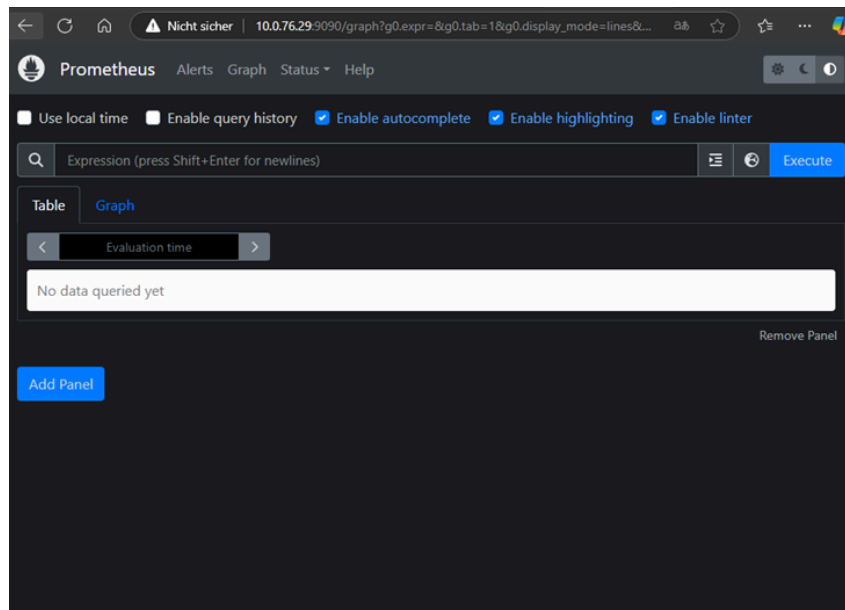 Nicht sicher | 10.0.76.29:9090/graph?g0.expr=&g0.tab=1&g0.display_mode=lines&...
Prometheus Alerts Graph Status Help
Use local time Enable query history Enable autocomplete Enable highlighting Enable linter
Expression (press Shift+Enter for newlines) Execute
Table Graph
Evaluation time
No data queried yet
Remove Panel
Add Panel